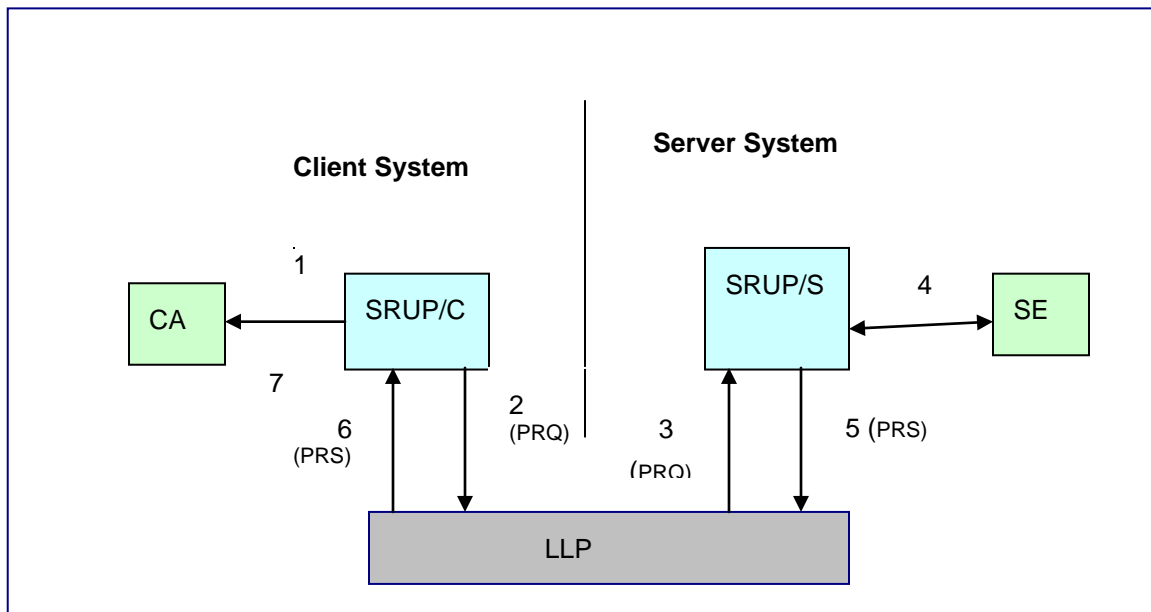 Client System
Server System
1
CA
SRUP/C
7
6
(PRS)
2
(PRQ)
SRUP/S
4
SE
3
(PRQ)
5 (PRS)
LLP